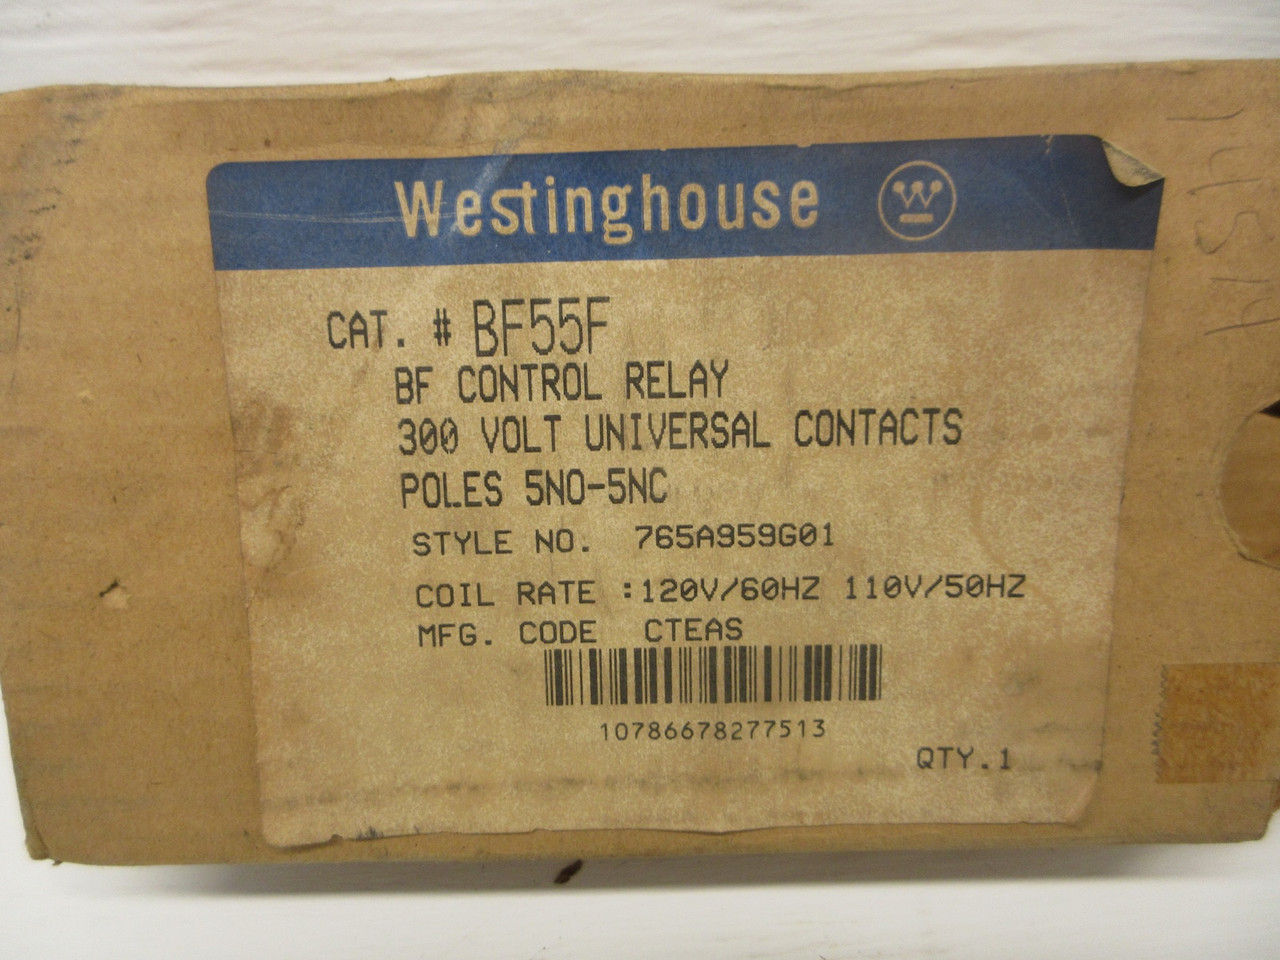 Westinghouse
CAT. # BF55F
BF CONTROL RELAY
300 VOLT UNIVERSAL CONTACTS
POLES 5NO-5NC
STYLE NO. 765A959G01
COIL RATE :120V/60HZ 110V/50HZ
MFG. CODE CTEAS
10786678277513
QTY.1